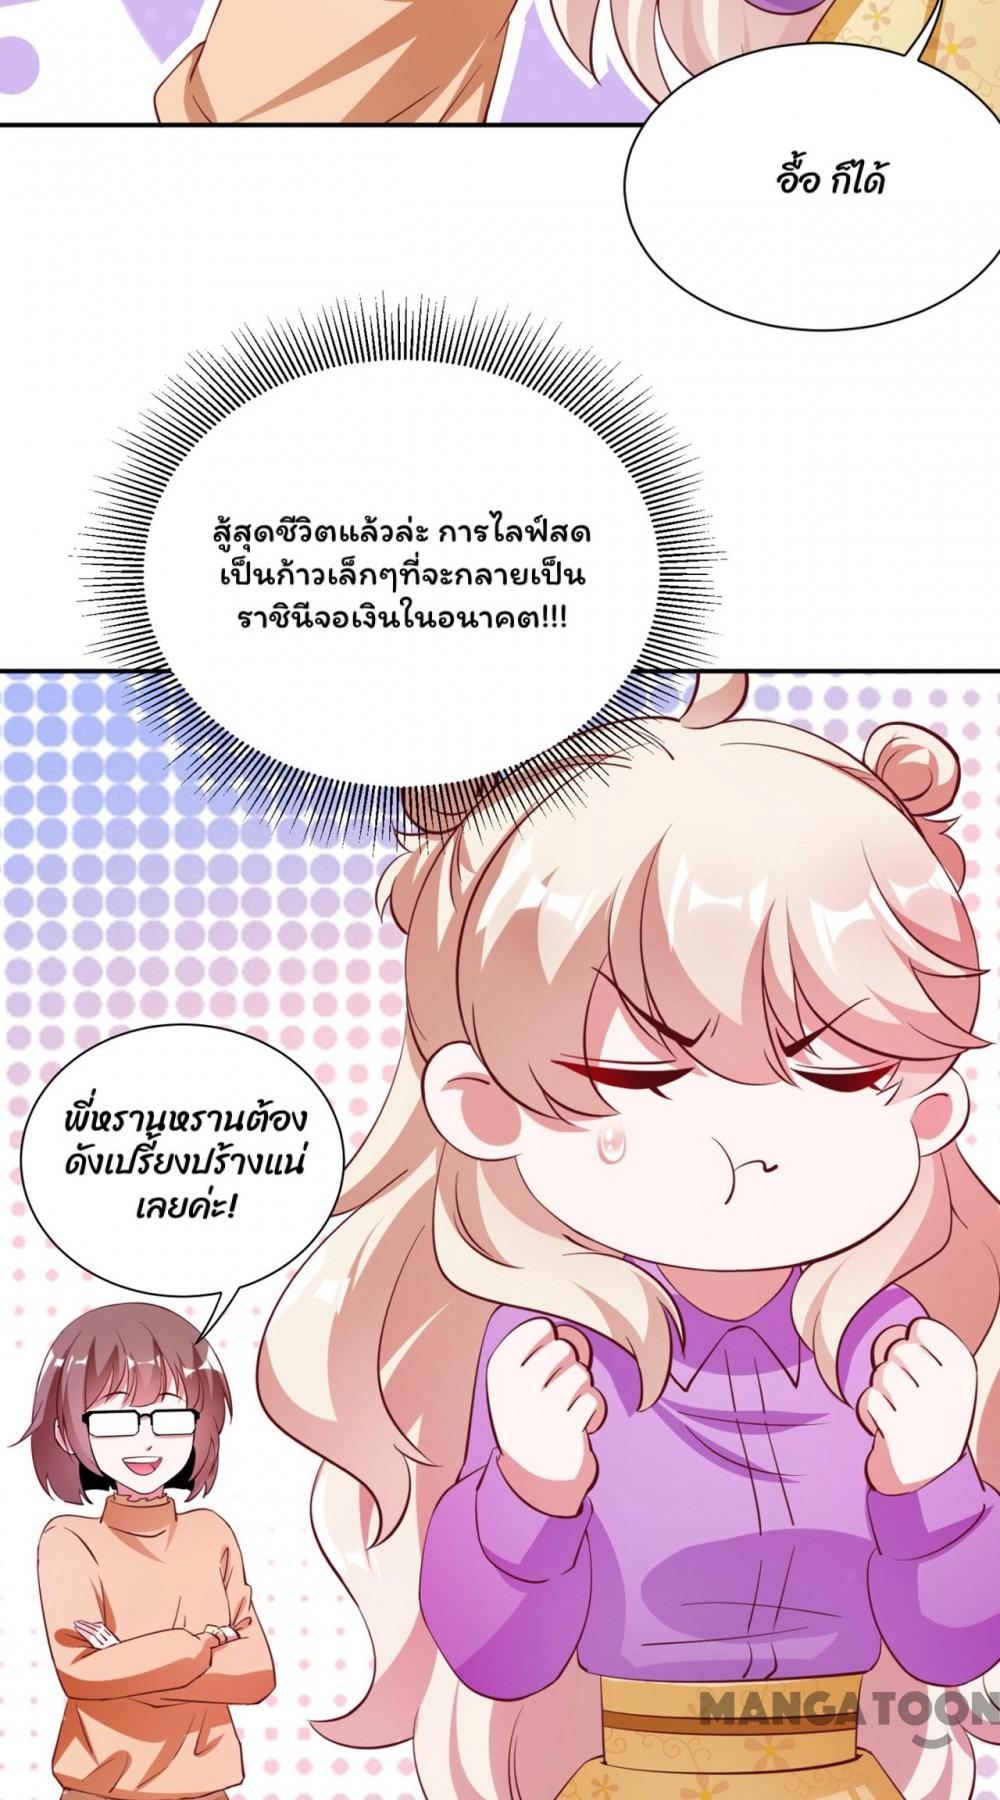 อื้อ ก็ได้
สู้สุดชีวิตแล้วล่ะ การไลฟ์สด
เป็นก้าวเล็กๆที่จะกลายเป็น
ราชินีจอเงินในอนาคต!!!
พี่หรานหรานต้อง
ดังเปรี้ยงปร้างแน่
เลยค่ะ!
MANGATOON